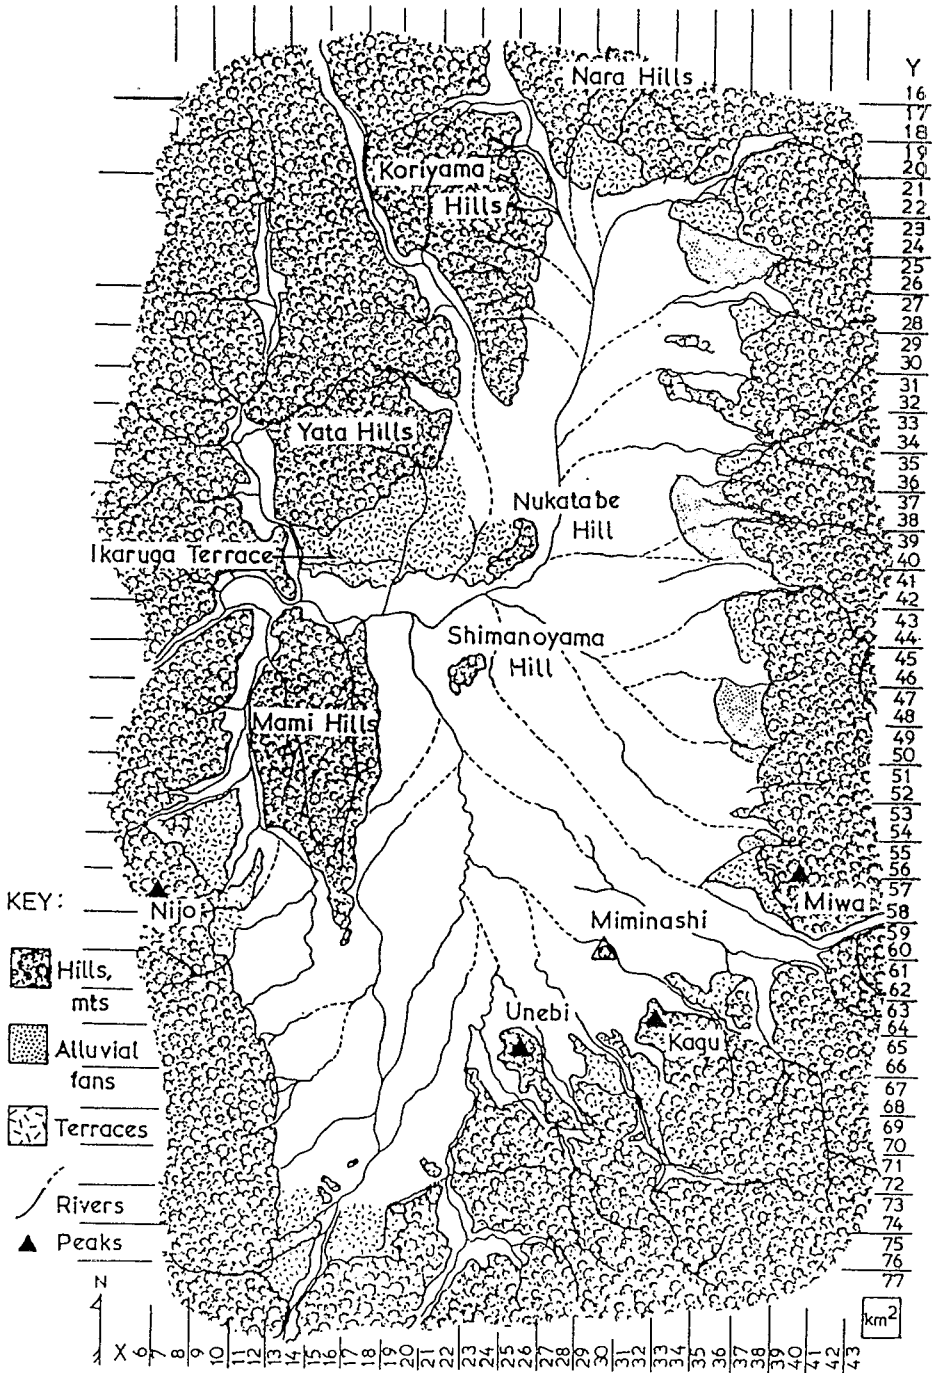 Nara Hills
Y
16
17
18
19
20
21
22
23
24
25
26
27
28
29
30
31
32
33
34
35
36
37
38
39
40
41
42
43
44
45
46
47
48
49
50
51
52
53
54
55
56
57
58
59
60
61
62
63
64
65
66
67
68
69
70
71
72
73
74
75
76
77
Koriyama
Hills
Yata Hills
Nukatabe
Hill
Ikaruga Terrace
Shimanoyama
Hill
Mami Hills
Nijo
Miwa
Miminashi
Unebi
Kagu
KEY:
Hills,
mts
Alluvial
fans
Terraces
Rivers
Peaks
N
km2
X 6 7 8 9 10 11 12 13 14 15 16 17 18 19 20 21 22 23 24 25 26 27 28 29 30 31 32 33 34 35 36 37 38 39 40 41 42 43